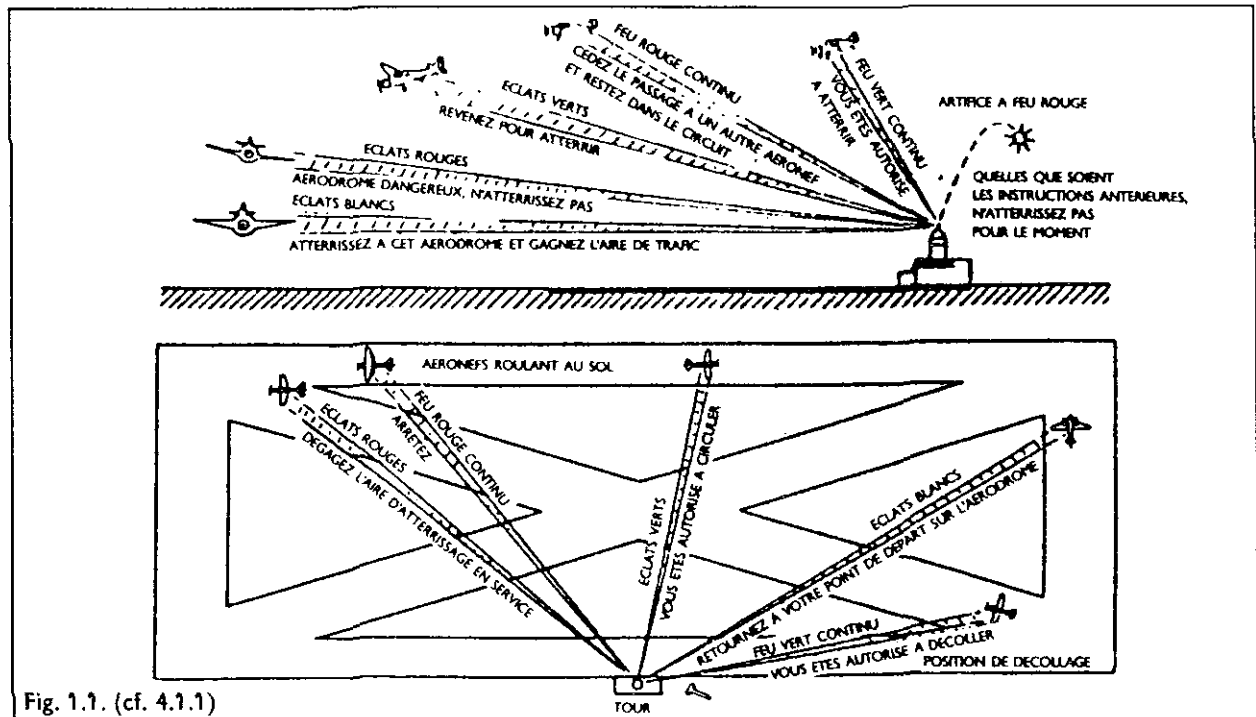 FEU ROUGE CONTINU
CEDEZ LE PASSAGE A UN AUTRE AERONEF
ET RESTEZ DANS LE CIRCUIT
FEU VERT CONTINU
VOUS ETES AUTORISE
A ATTERRIR
ARTIFICE A FEU ROUGE
QUELLES QUE SOIENT
LES INSTRUCTIONS ANTERIEURES,
N'ATTERRISSEZ PAS
POUR LE MOMENT
ECLATS VERTS
REVENEZ POUR ATTERRIR
ECLATS ROUGES
AERODROME DANGEREUX, N'ATTERRISSEZ PAS
ECLATS BLANCS
ATTERRISSEZ A CET AERODROME ET GAGNEZ L'AIRE DE TRAFIC
AERONEFS ROULANT AU SOL
ECLATS ROUGES
DEGAGEZ L'AIRE D'ATTERRISSAGE EN SERVICE
FEU ROUGE CONTINU
ARRETEZ
ECLATS VERTS
VOUS ETES AUTORISE A CIRCULER
ECLATS BLANCS
RETOURNEZ A VOTRE POINT DE DEPART SUR L'AERODROME
FEU VERT CONTINU
VOUS ETES AUTORISE A DECOLLER
POSITION DE DECOLLAGE
TOUR
Fig. 1.1. (cf. 4.1.1)